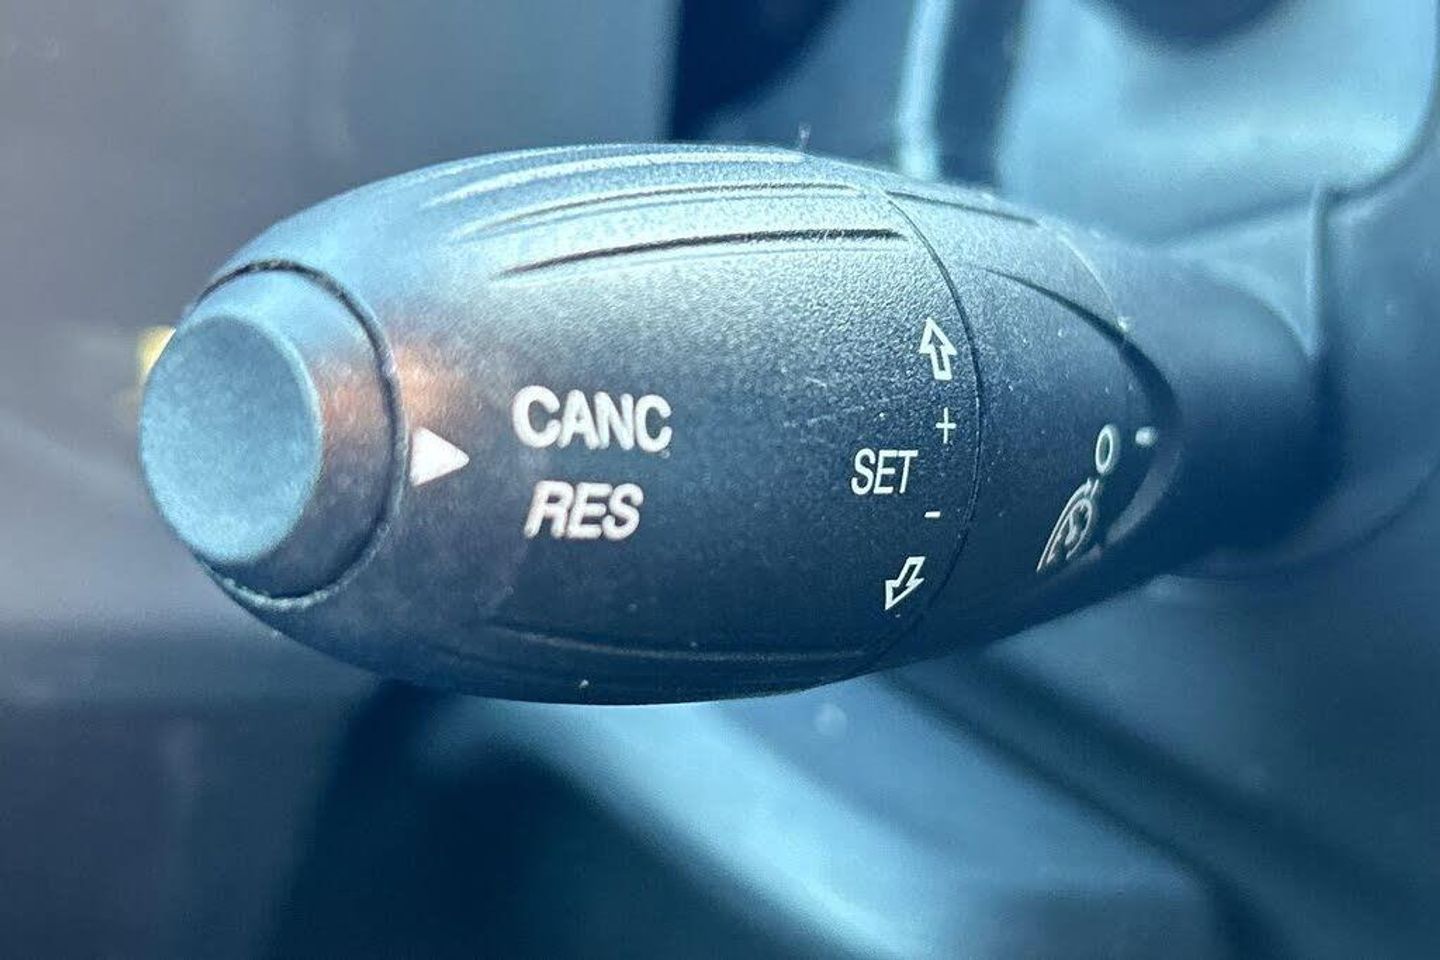 CANC
RES
+
SET
-